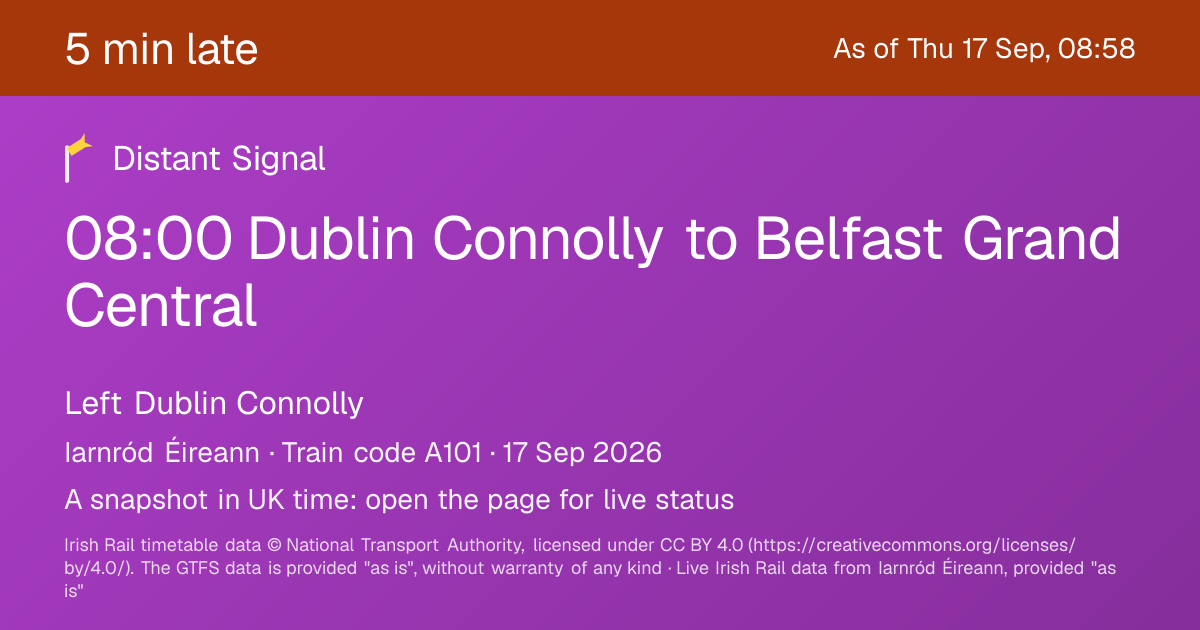 5 min late
As of Thu 17 Sep, 08:58
Distant Signal
08:00 Dublin Connolly to Belfast Grand
Central
Left Dublin Connolly
Iarnród Éireann · Train code A101 · 17 Sep 2026
A snapshot in UK time: open the page for live status
Irish Rail timetable data © National Transport Authority, licensed under CC BY 4.0 (https://creativecommons.org/licenses/
by/4.0/). The GTFS data is provided "as is", without warranty of any kind · Live Irish Rail data from Iarnród Éireann, provided "as
is"